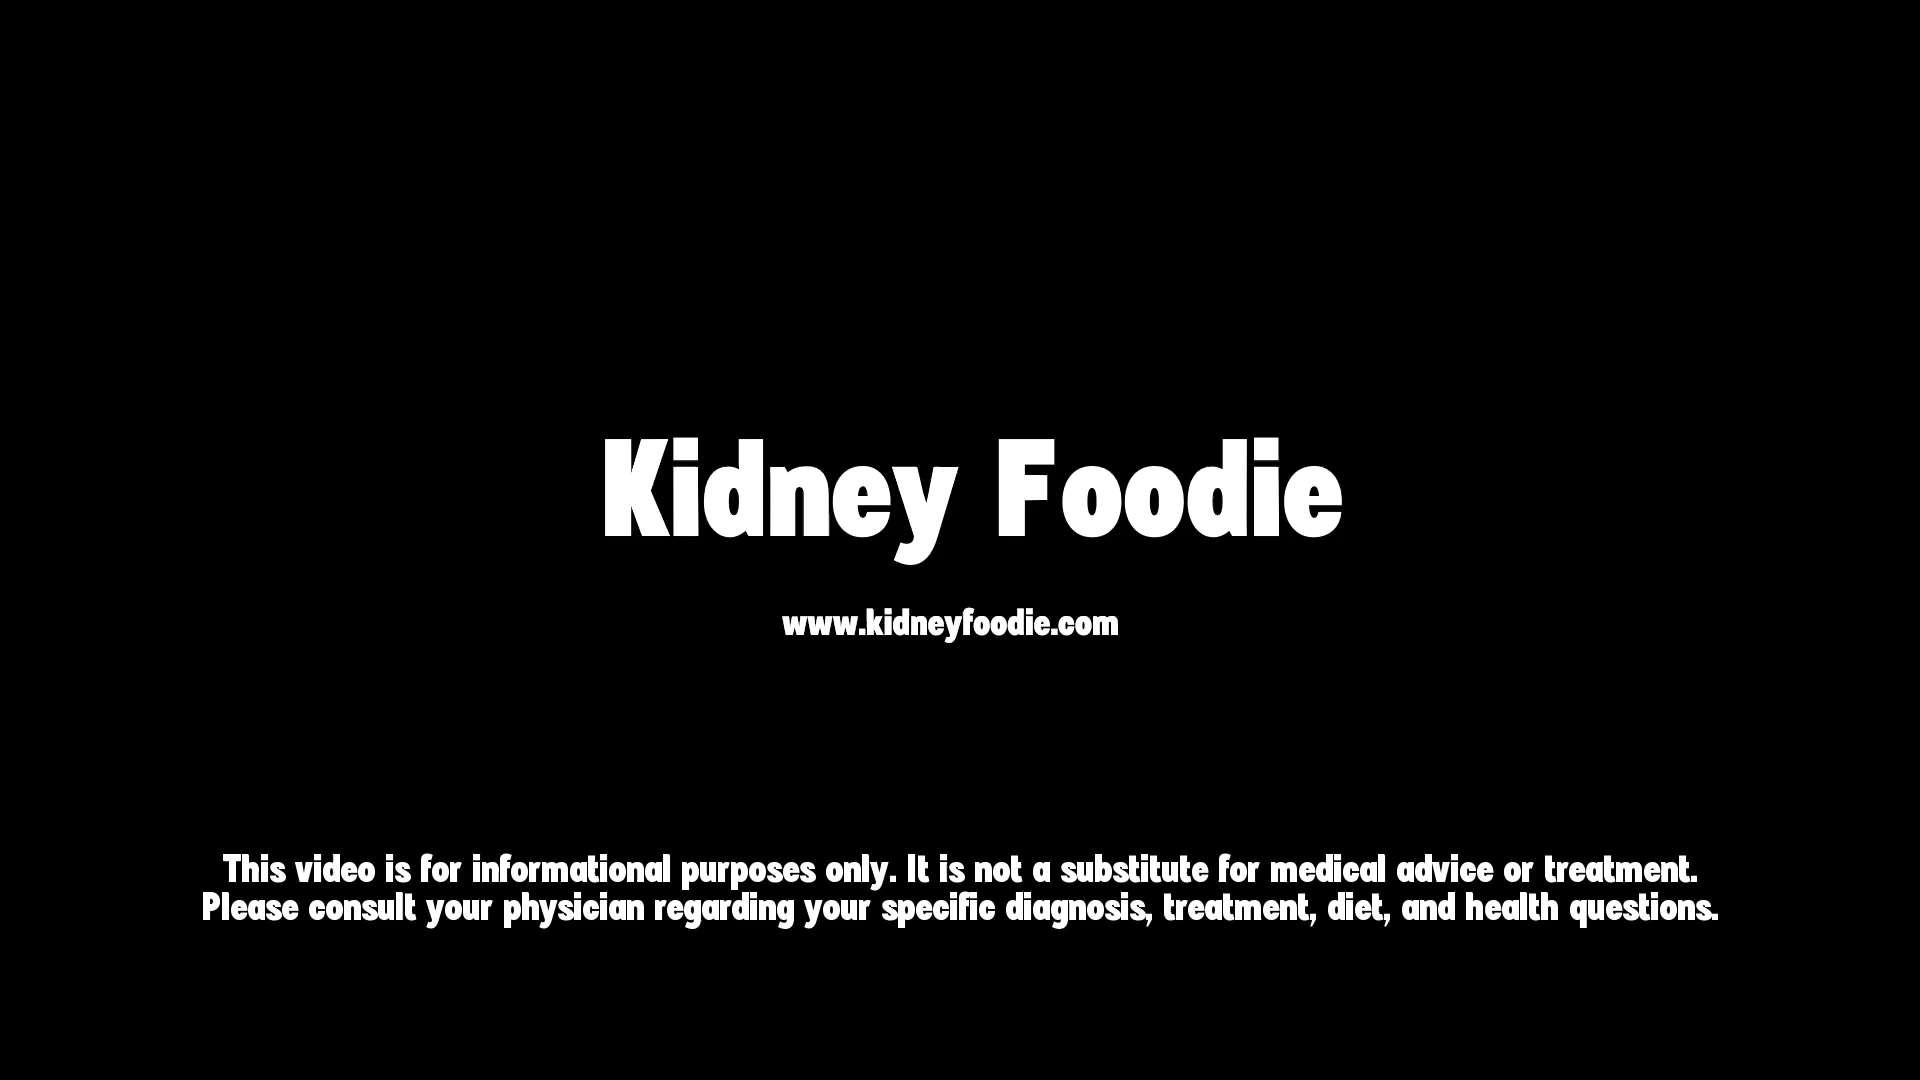 Kidney Foodie
www.kidneyfoodie.com
This video is for informational purposes only. It is not a substitute for medical advice or treatment.
Please consult your physician regarding your specific diagnosis, treatment, diet, and health questions.